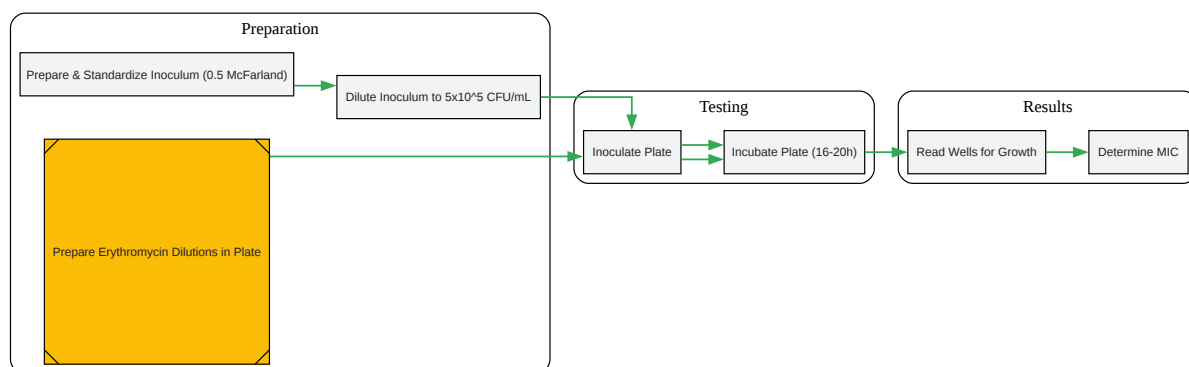 Preparation
Prepare & Standardize Inoculum (0.5 McFarland)
Dilute Inoculum to 5x10^5 CFU/mL
Prepare Erythromycin Dilutions in Plate
Testing
Inoculate Plate
Incubate Plate (16-20h)
Results
Read Wells for Growth
Determine MIC